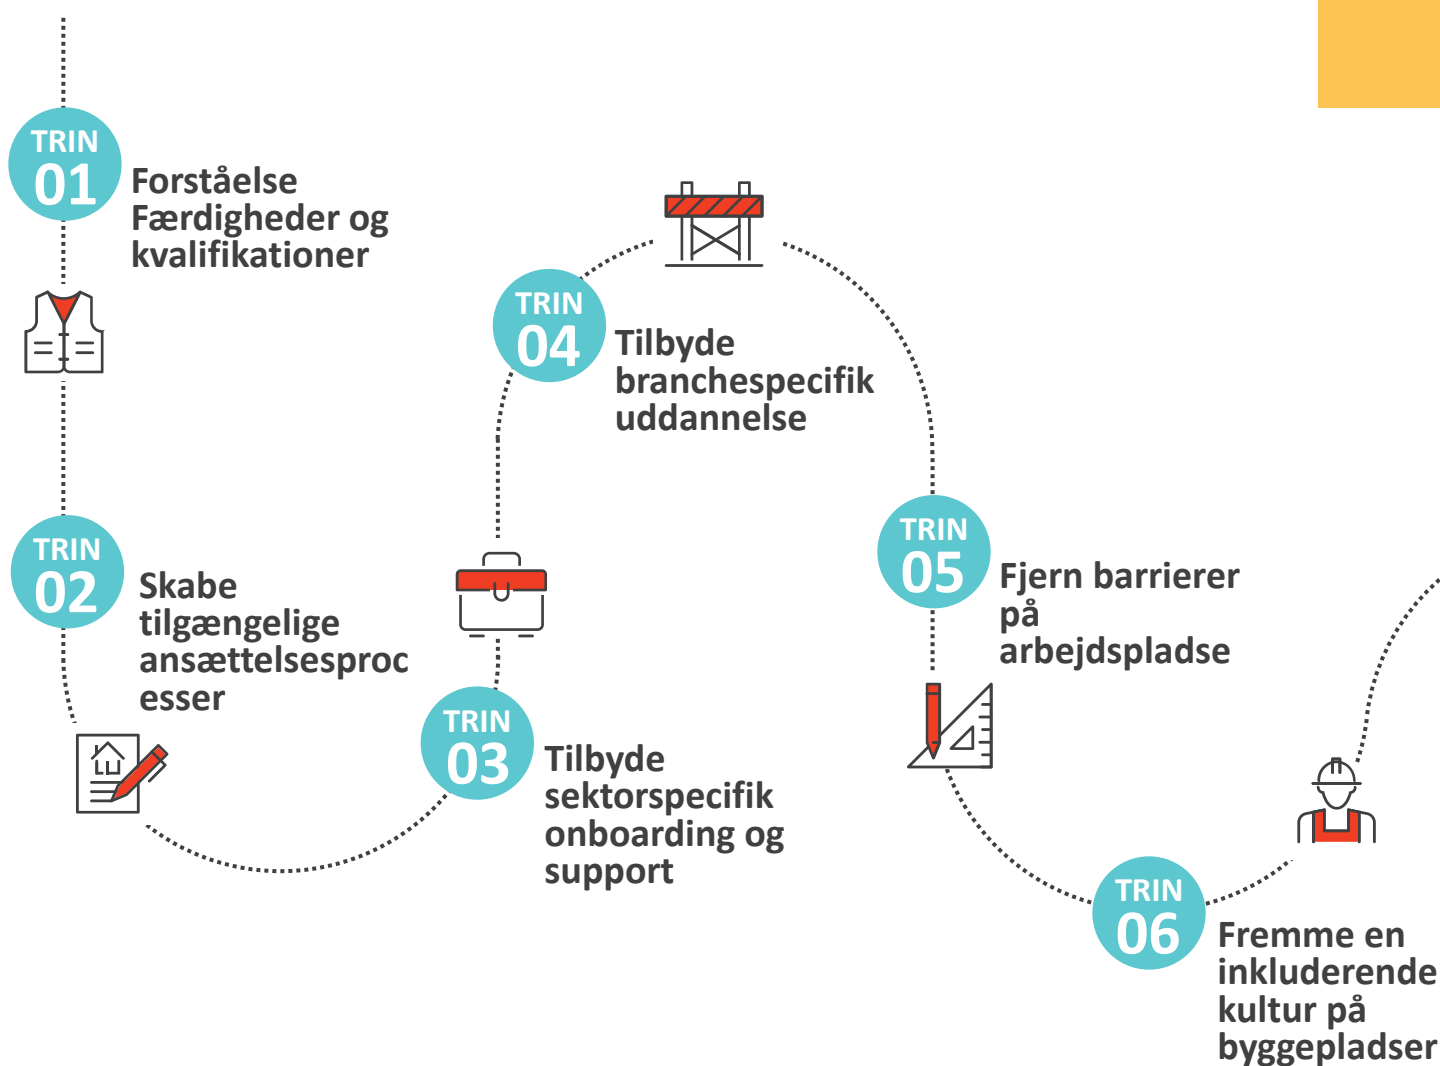 TRIN
01
Forståelse
Færdigheder og
kvalifikationer
TRIN
02
Skabe
tilgængelige
ansættelsesproc
esser
TRIN
03
Tilbyde
sektorspecifik
onboarding og
support
TRIN
04
Tilbyde
branchespecifik
uddannelse
TRIN
05
Fjern barrierer
på
arbejdspladse
TRIN
06
Fremme en
inkluderende
kultur på
byggepladser